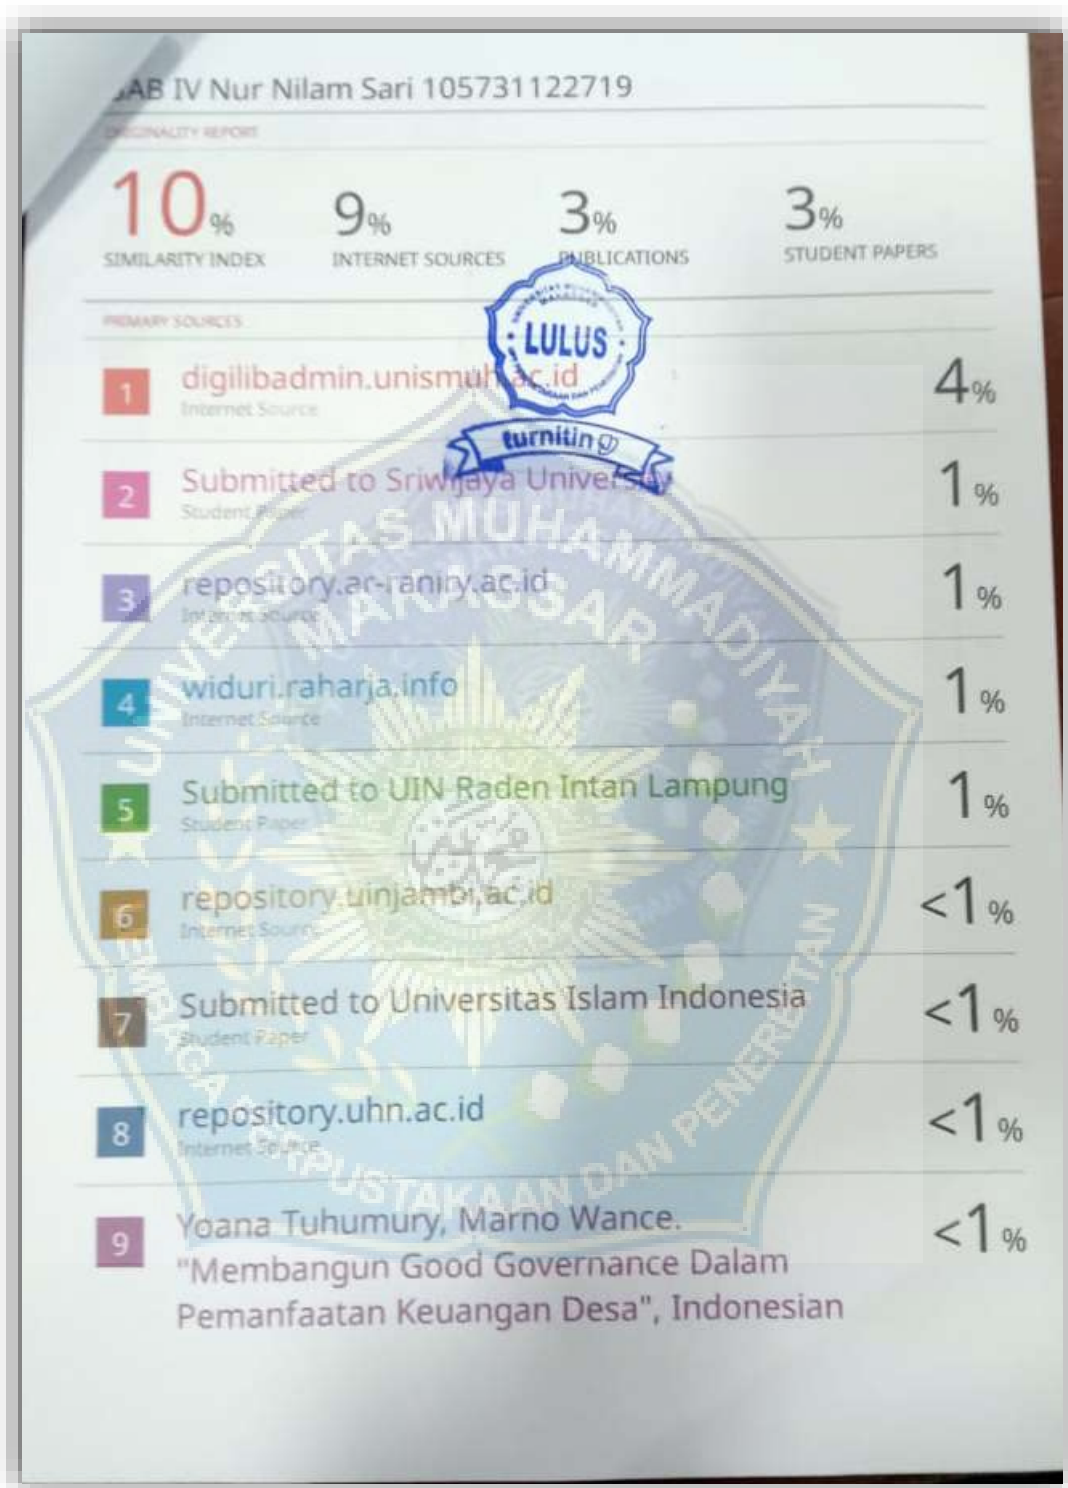 BAB IV Nur Nilam Sari 105731122719
ORIGINALITY REPORT
10%
SIMILARITY INDEX
9%
INTERNET SOURCES
3%
PUBLICATIONS
3%
STUDENT PAPERS
PRIMARY SOURCES
LULUS
turnitin
1
digilibadmin.unismuh.ac.id
Internet Source
4%
2
Submitted to Sriwijaya University
Student Paper
1%
3
repository.ar-raniry.ac.id
Internet Source
1%
4
widuri.raharja.info
Internet Source
1%
5
Submitted to UIN Raden Intan Lampung
Student Paper
1%
6
repository.uinjambi.ac.id
Internet Source
<1%
7
Submitted to Universitas Islam Indonesia
Student Paper
<1%
8
repository.uhn.ac.id
Internet Source
<1%
9
Yoana Tuhumury, Marno Wance.
"Membangun Good Governance Dalam
Pemanfaatan Keuangan Desa", Indonesian
<1%
UNIVERSITAS MUHAMMADIYAH
MAKASSAR
LEMBAGA PERPUSTAKAAN DAN PENERBITAN